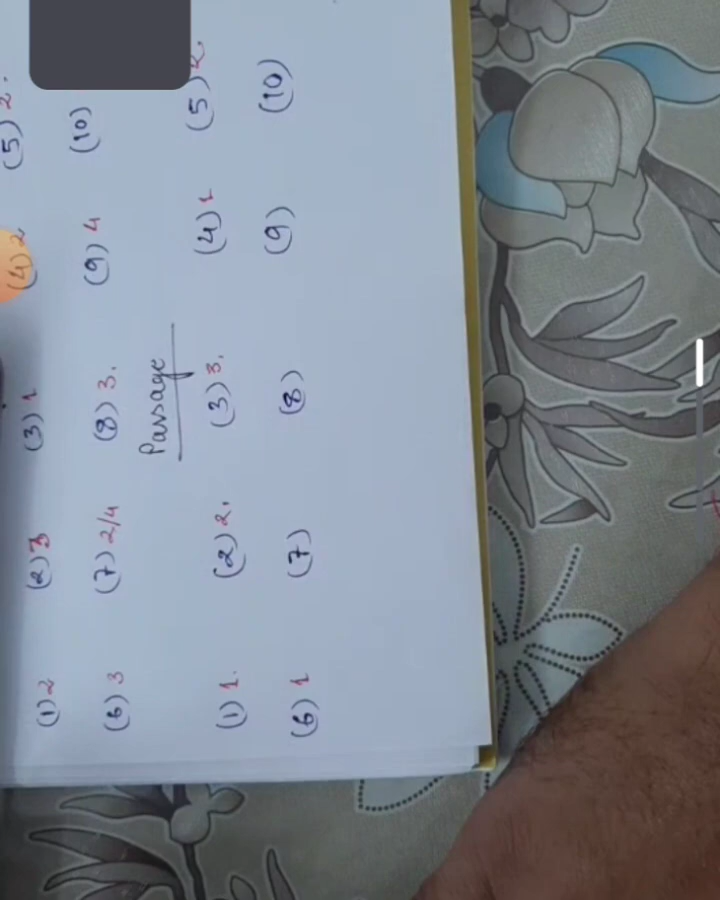 (1) 2 (2) 3 (3) 1 (4) 2 (5) 2.
(6) 3 (7) 2/4 (8) 3. (9) 4 (10)
Passage
(1) 1. (2) 2. (3) 3. (4) 1 (5) 2.
(6) 1 (7) (8) (9) (10)